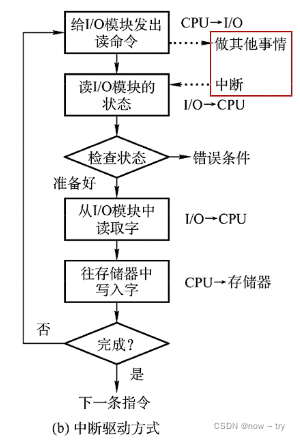 给I/O模块发出
读命令
CPU→I/O
做其他事情
读I/O模块的
状态
中断
I/O→CPU
检查状态
错误条件
准备好
从I/O模块中
读取字
I/O→CPU
往存储器中
写入字
CPU→存储器
否
完成?
是
下一条指令
(b) 中断驱动方式
CSDN @now – try